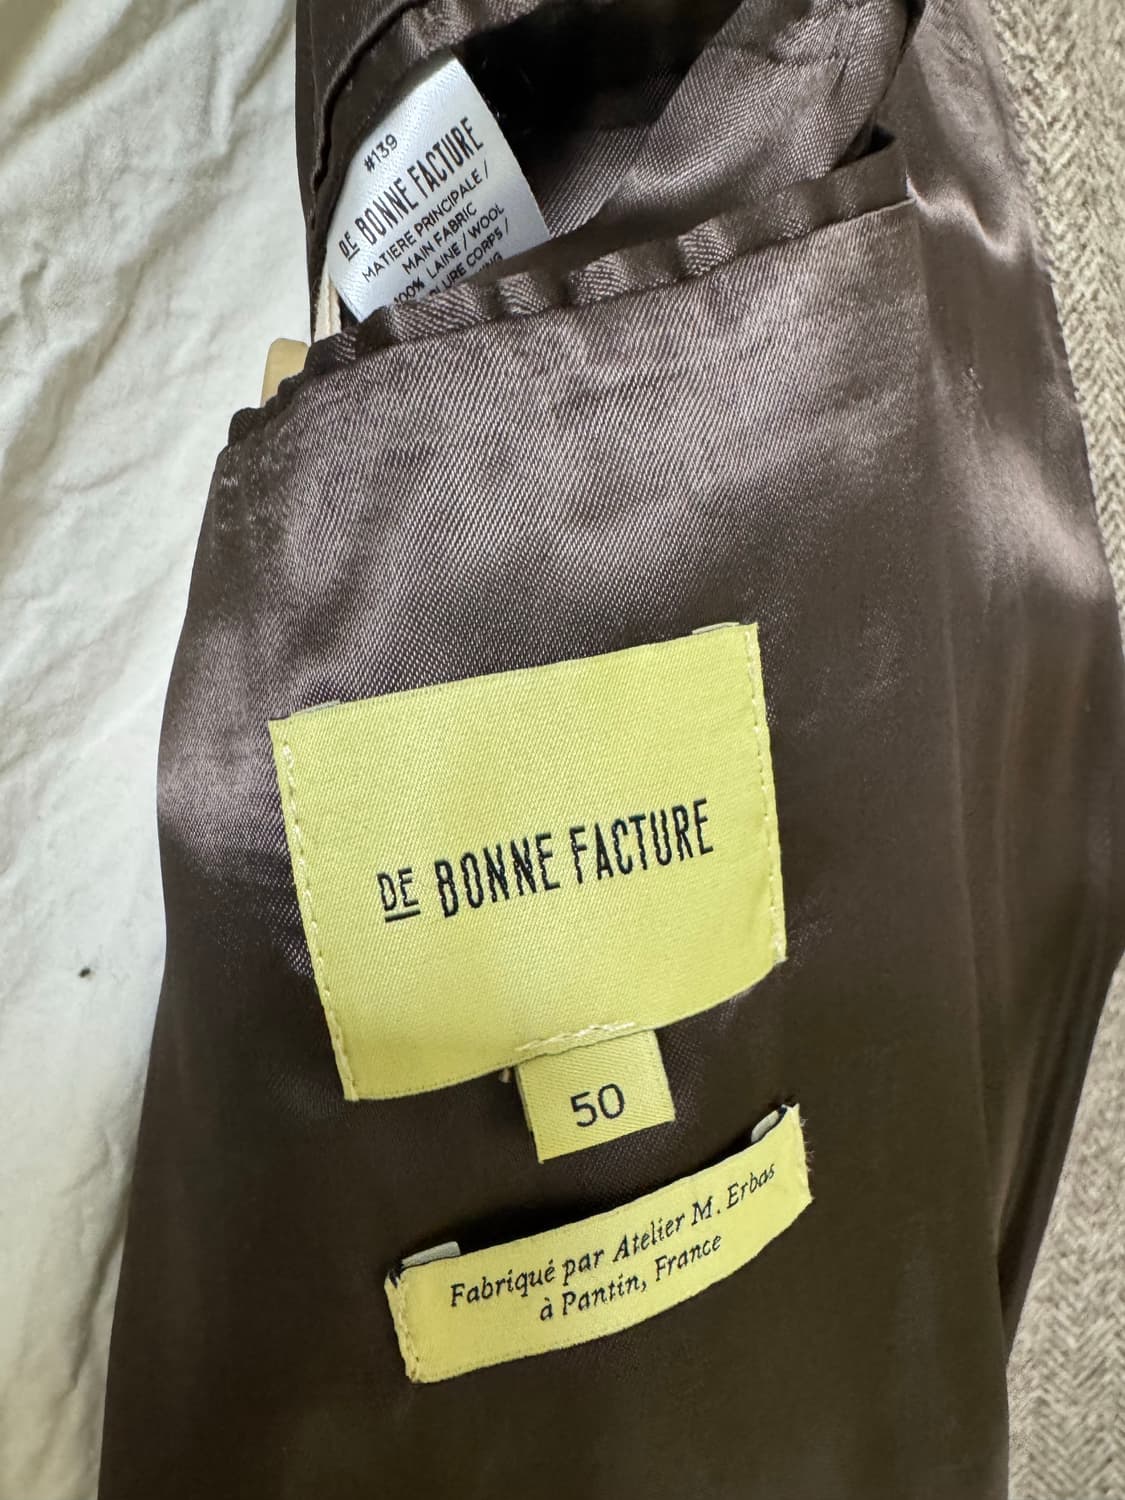 #139
DE BONNE FACTURE
MATIERE PRINCIPALE /
MAIN FABRIC
100% LAINE / WOOL
CORPS /
DE BONNE FACTURE
50
Fabriqué par Atelier M. Erbas
à Pantin, France